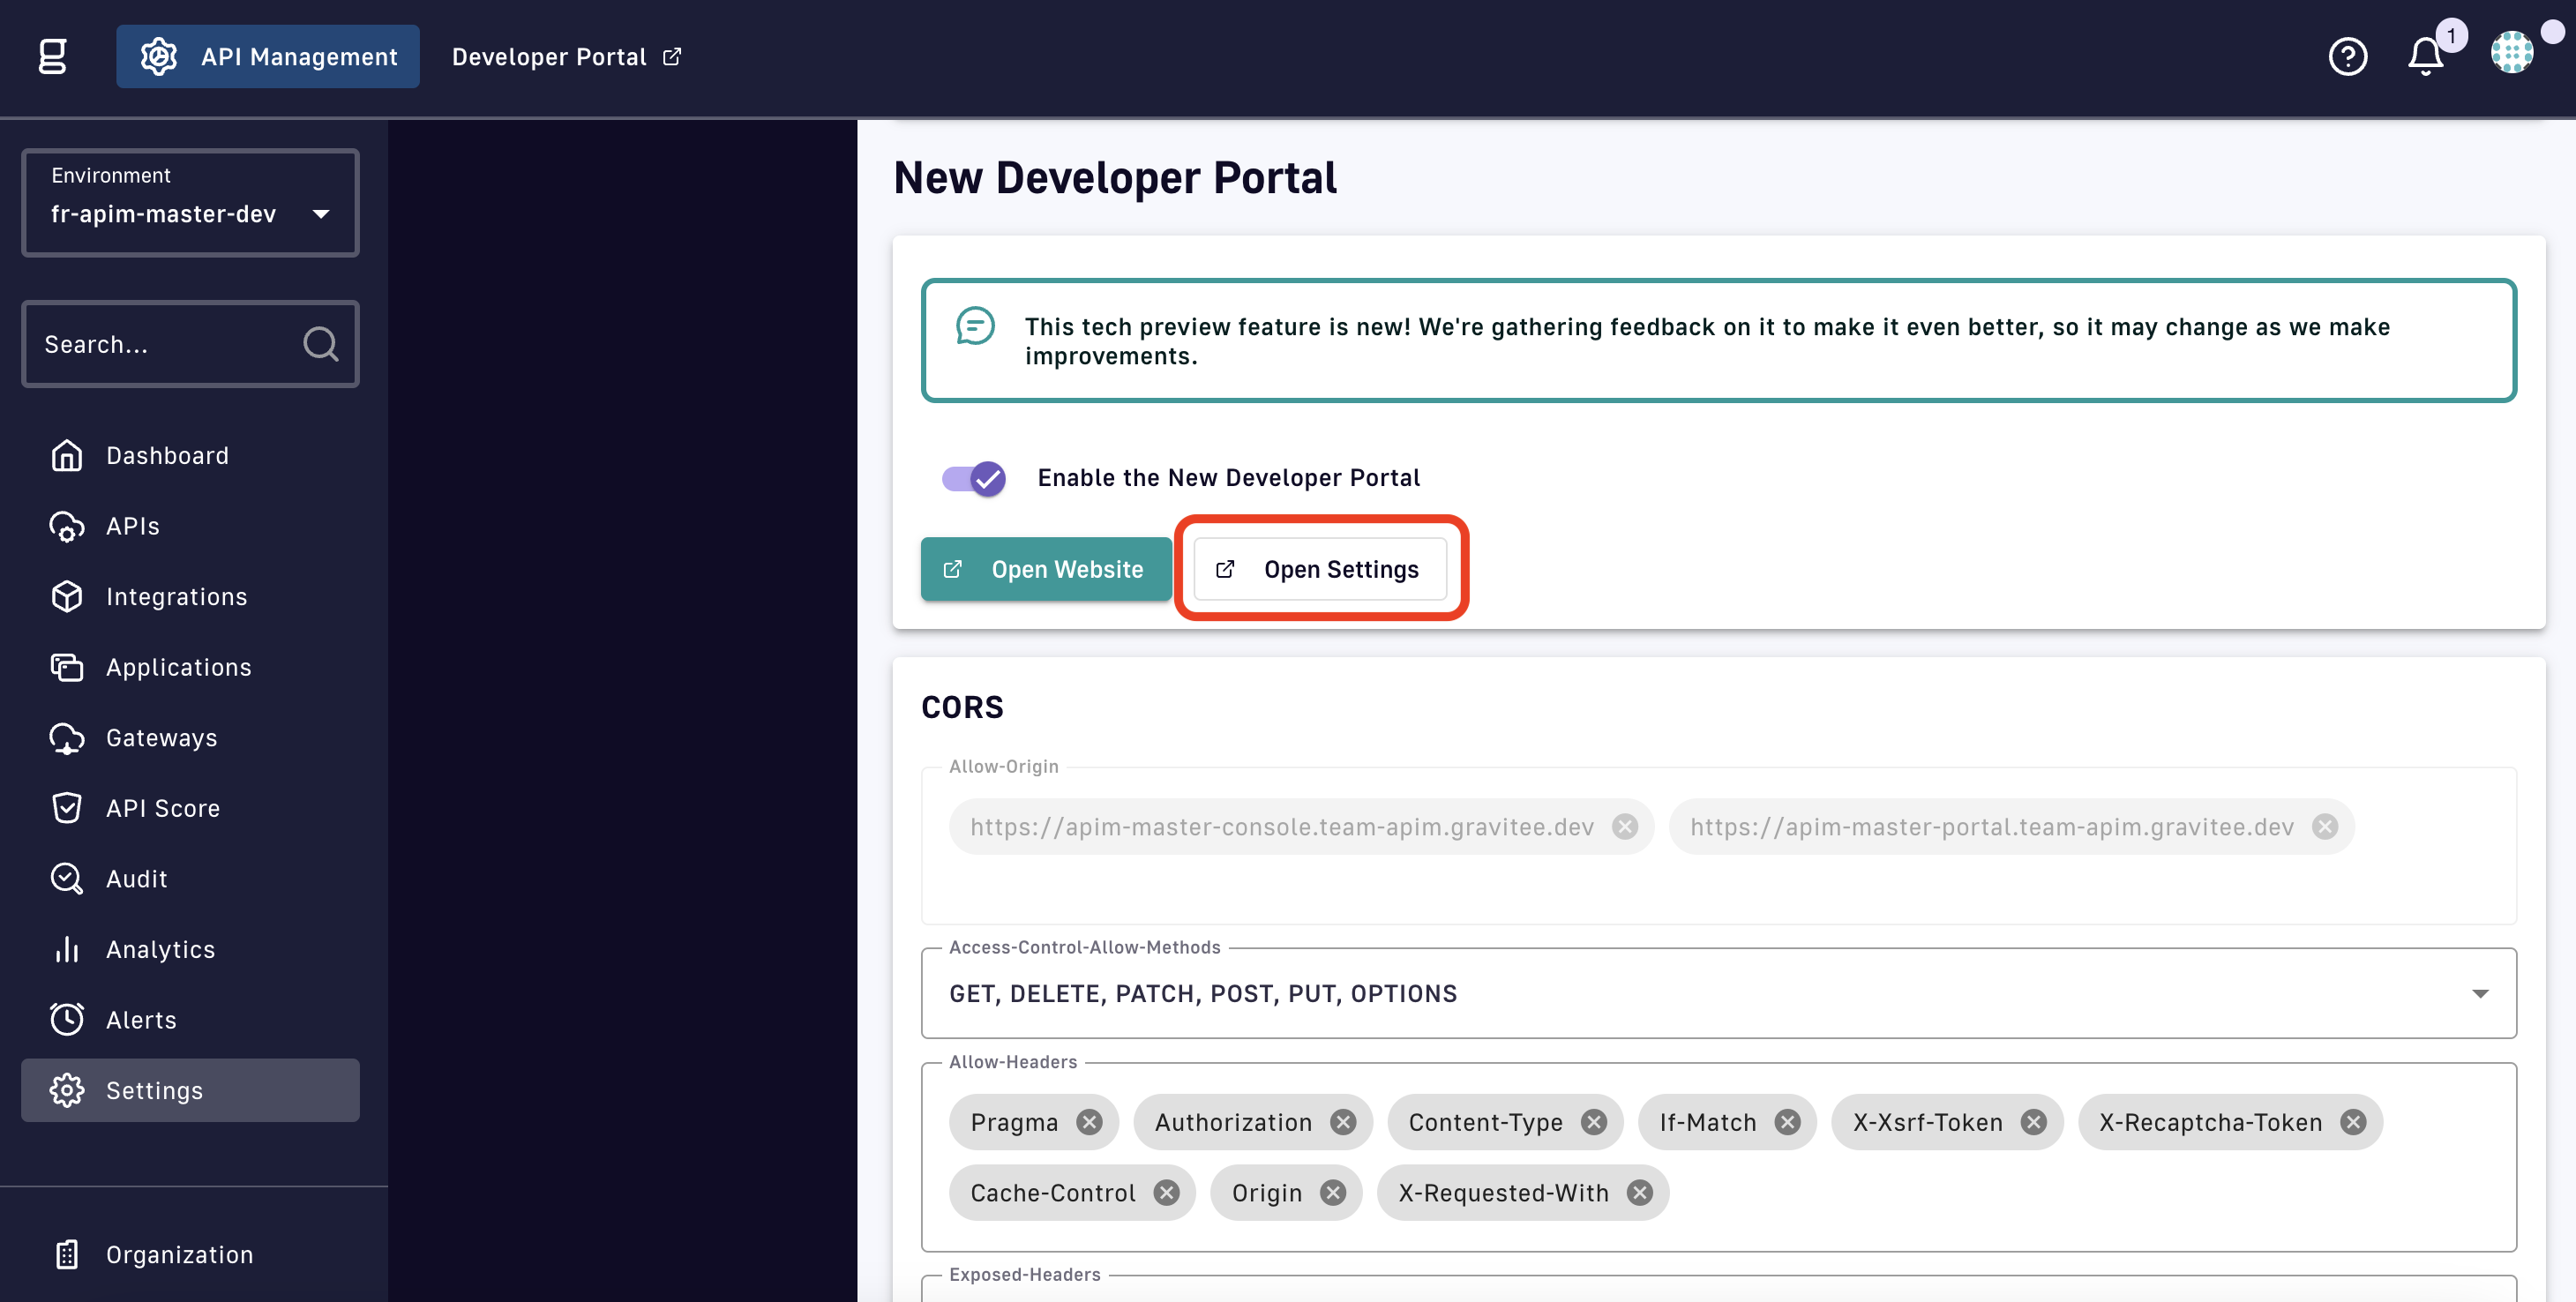 g
API Management
Developer Portal
1
Environment
fr-apim-master-dev
Search...
Dashboard
APIs
Integrations
Applications
Gateways
API Score
Audit
Analytics
Alerts
Settings
Organization
New Developer Portal
This tech preview feature is new! We're gathering feedback on it to make it even better, so it may change as we make
improvements.
Enable the New Developer Portal
Open Website
Open Settings
CORS
Allow-Origin
https://apim-master-console.team-apim.gravitee.dev
https://apim-master-portal.team-apim.gravitee.dev
Access-Control-Allow-Methods
GET, DELETE, PATCH, POST, PUT, OPTIONS
Allow-Headers
Pragma
Authorization
Content-Type
If-Match
X-Xsrf-Token
X-Recaptcha-Token
Cache-Control
Origin
X-Requested-With
Exposed-Headers